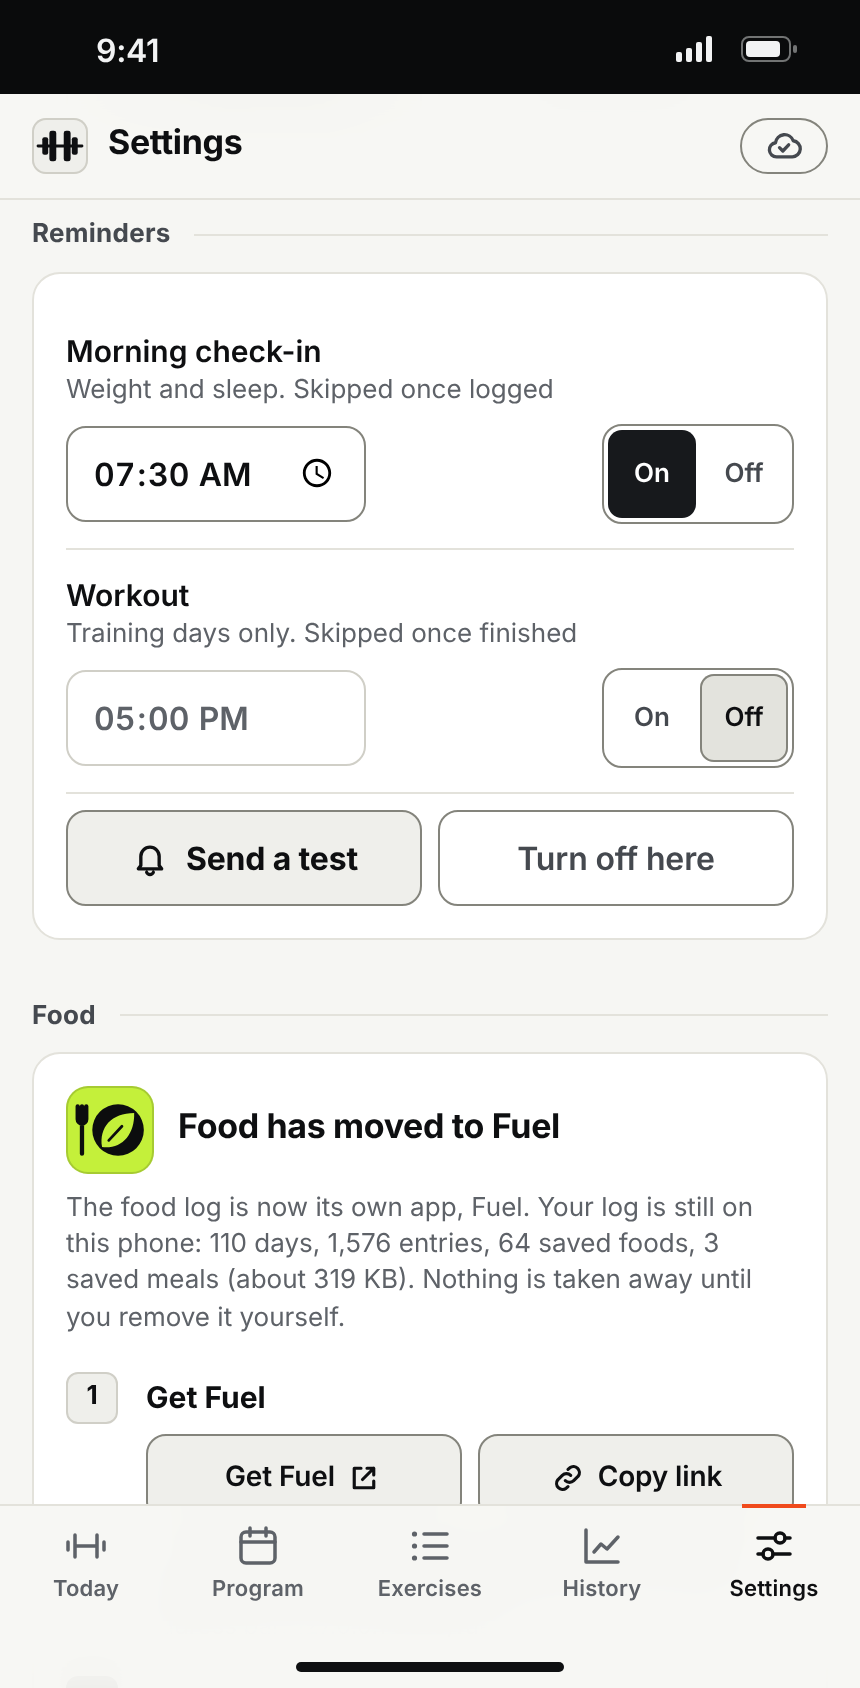 9:41
Settings
Reminders
Morning check-in
Weight and sleep. Skipped once logged
07:30 AM
On
Off
Workout
Training days only. Skipped once finished
05:00 PM
On
Off
Send a test
Turn off here
Food
Food has moved to Fuel
The food log is now its own app, Fuel. Your log is still on
this phone: 110 days, 1,576 entries, 64 saved foods, 3
saved meals (about 319 KB). Nothing is taken away until
you remove it yourself.
1
Get Fuel
Get Fuel
Copy link
Today
Program
Exercises
History
Settings